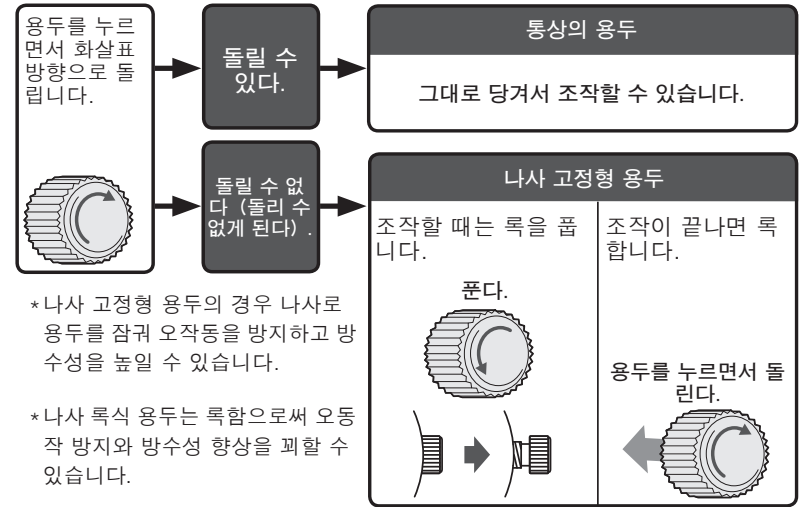 용두를 누르
면서 화살표
방향으로 돌
립니다.
돌릴 수
있다.
통상의 용두
그대로 당겨서 조작할 수 있습니다.
돌릴 수 없
다 (돌리 수
없게 된다) .
나사 고정형 용두
조작할 때는 록을 풉
니다.
푼다.
조작이 끝나면 록
합니다.
용두를 누르면서 돌
린다.
*나사 고정형 용두의 경우 나사로
용두를 잠궈 오작동을 방지하고 방
수성을 높일 수 있습니다.
*나사 록식 용두는 록함으로써 오동
작 방지와 방수성 향상을 꾀할 수
있습니다.